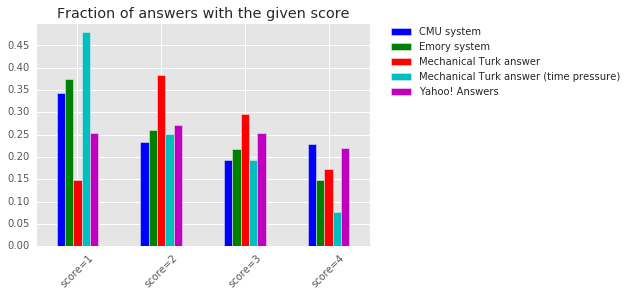 Fraction of answers with the given score
0.45
0.40
0.35
0.30
0.25
0.20
0.15
0.10
0.05
0.00
score=1
score=2
score=3
score=4
CMU system
Emory system
Mechanical Turk answer
Mechanical Turk answer (time pressure)
Yahoo! Answers